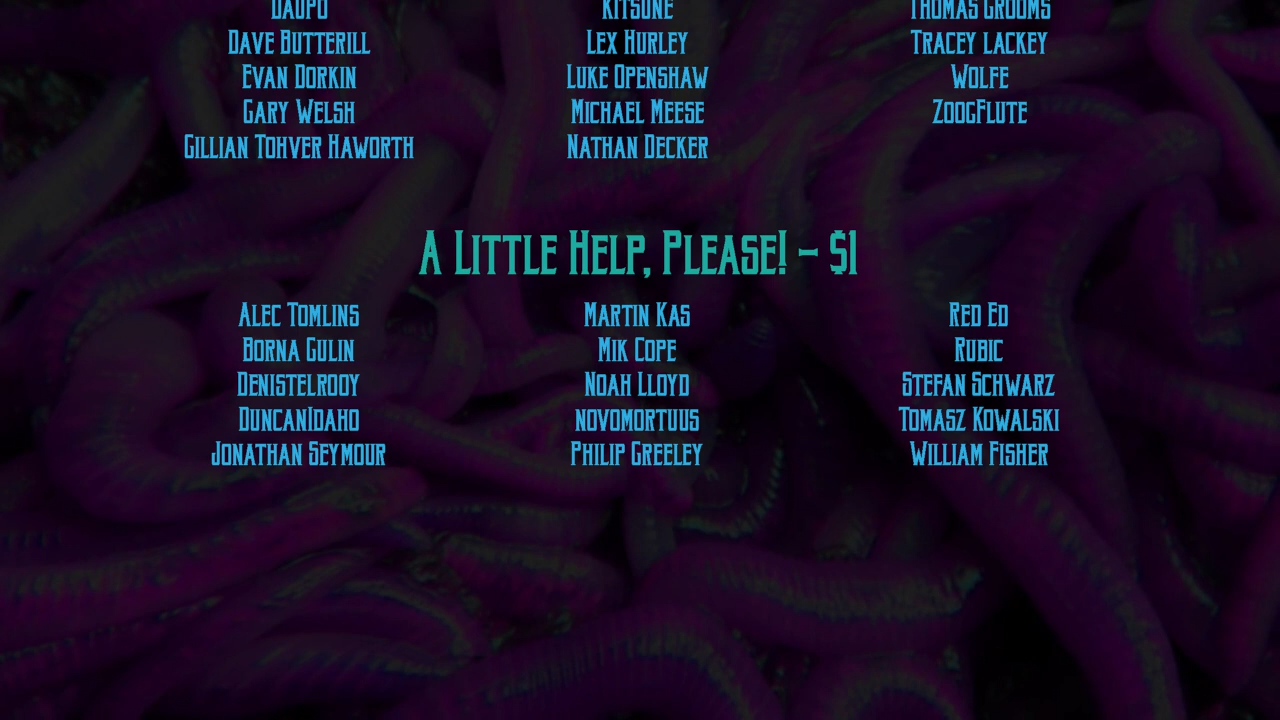 Daupo Kitsune Thomas Grooms
Dave Butterill Lex Hurley Tracey lackey
Evan Dorkin Luke Openshaw Wolfe
Gary Welsh Michael Meese ZoogFlute
Gillian Tohver Haworth Nathan Decker
A Little Help, Please! – $1
Alec Tomlins Martin Kas Red Ed
Borna Gulin Mik Cope Rubic
Denistelrooy Noah Lloyd Stefan Schwarz
DuncanIdaho novomortuus Tomasz Kowalski
Jonathan Seymour Philip Greeley William Fisher